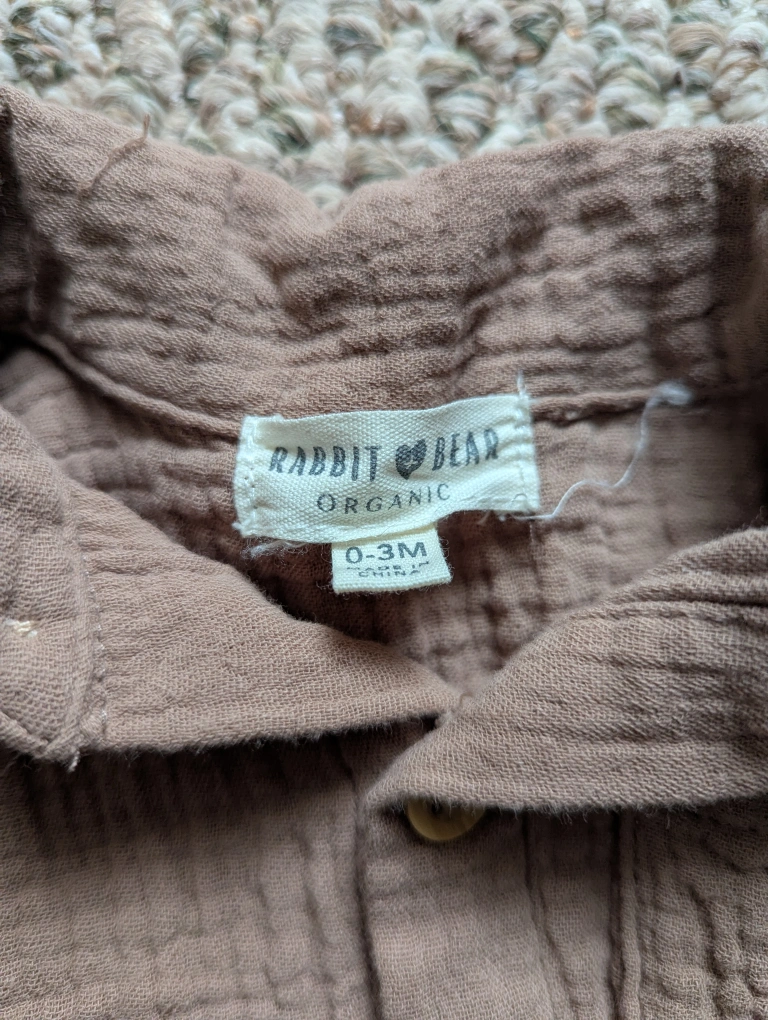 RABBIT BEAR
ORGANIC
0-3M
MADE IN
CHINA